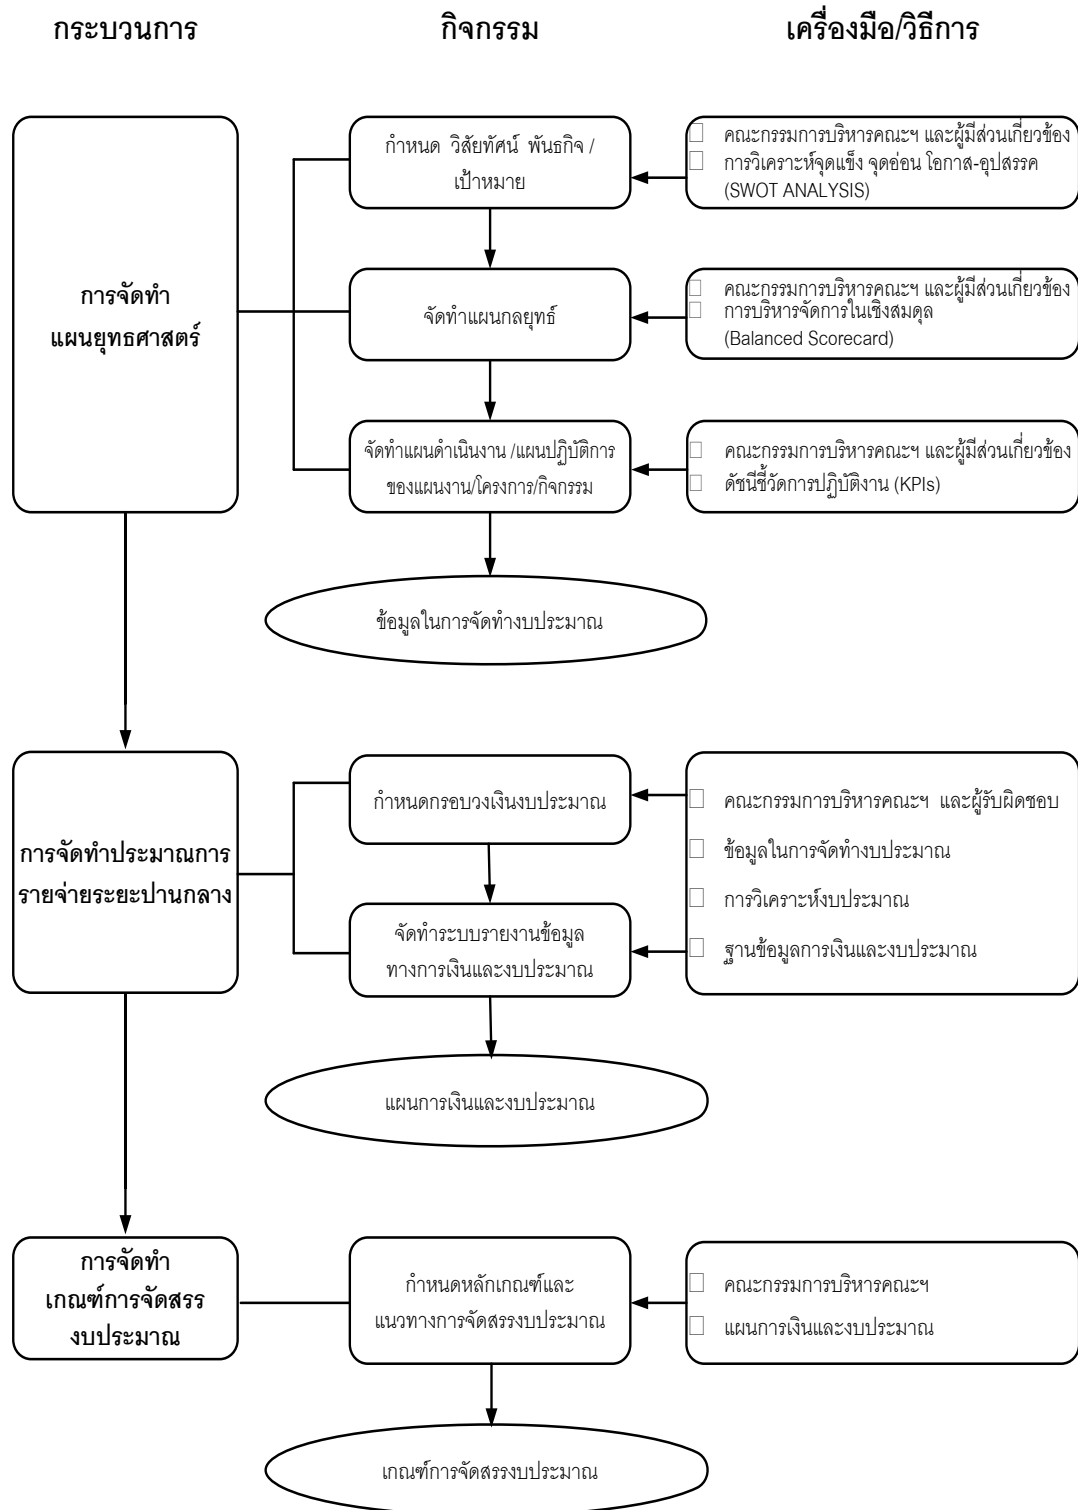 กระบวนการ กิจกรรม เครื่องมือ/วิธีการ
การจัดทำ
แผนยุทธศาสตร์
กำหนด วิสัยทัศน์ พันธกิจ /
เป้าหมาย
คณะกรรมการบริหารคณะฯ และผู้มีส่วนเกี่ยวข้อง
การวิเคราะห์จุดแข็ง จุดอ่อน โอกาส-อุปสรรค
(SWOT ANALYSIS)
จัดทำแผนกลยุทธ์
คณะกรรมการบริหารคณะฯ และผู้มีส่วนเกี่ยวข้อง
การบริหารจัดการในเชิงสมดุล
(Balanced Scorecard)
จัดทำแผนดำเนินงาน /แผนปฏิบัติการ
ของแผนงาน/โครงการ/กิจกรรม
คณะกรรมการบริหารคณะฯ และผู้มีส่วนเกี่ยวข้อง
ดัชนีชี้วัดการปฏิบัติงาน (KPIs)
ข้อมูลในการจัดทำงบประมาณ
การจัดทำประมาณการ
รายจ่ายระยะปานกลาง
กำหนดกรอบวงเงินงบประมาณ
จัดทำระบบรายงานข้อมูล
ทางการเงินและงบประมาณ
คณะกรรมการบริหารคณะฯ และผู้รับผิดชอบ
ข้อมูลในการจัดทำงบประมาณ
การวิเคราะห์งบประมาณ
ฐานข้อมูลการเงินและงบประมาณ
แผนการเงินและงบประมาณ
การจัดทำ
เกณฑ์การจัดสรร
งบประมาณ
กำหนดหลักเกณฑ์และ
แนวทางการจัดสรรงบประมาณ
คณะกรรมการบริหารคณะฯ
แผนการเงินและงบประมาณ
เกณฑ์การจัดสรรงบประมาณ